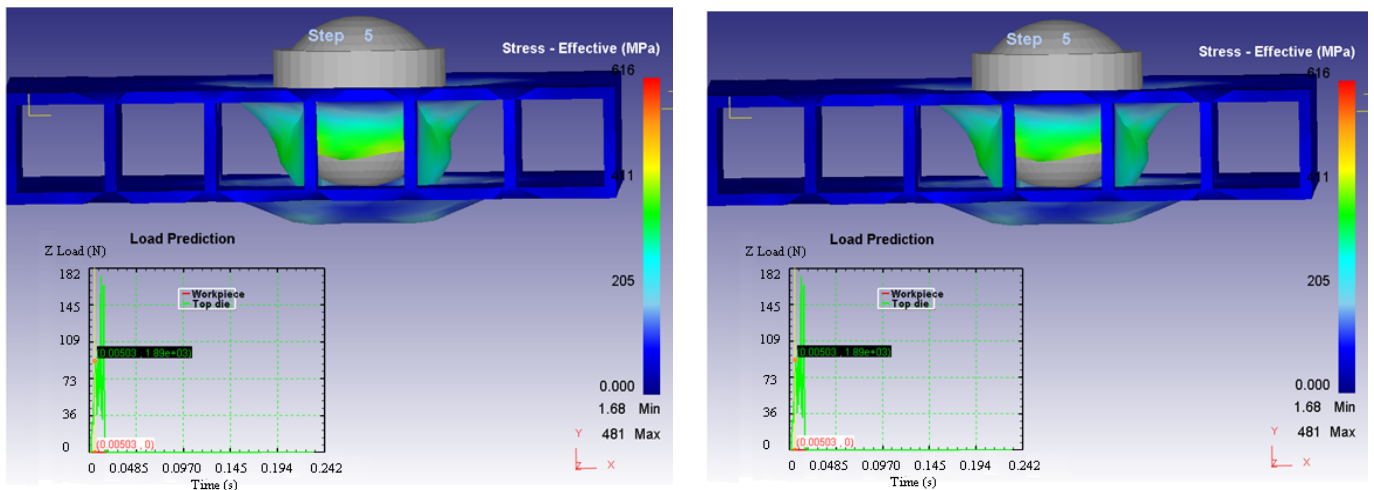 Step 5
Stress - Effective (MPa)
616
411
205
0.000
1.68 Min
481 Max
Load Prediction
Z Load (N)
182
145
109
73
36
0
Workpiece
Top die
(0.00503 , 1.89e+03)
(0.00503 , 0)
0 0.0485 0.0970 0.145 0.194 0.242
Time (s)
Y
Z X
Step 5
Stress - Effective (MPa)
616
411
205
0.000
1.68 Min
481 Max
Load Prediction
Z Load (N)
182
145
109
73
36
0
Workpiece
Top die
(0.00503 , 1.89e+03)
(0.00503 , 0)
0 0.0485 0.0970 0.145 0.194 0.242
Time (s)
Y
Z X